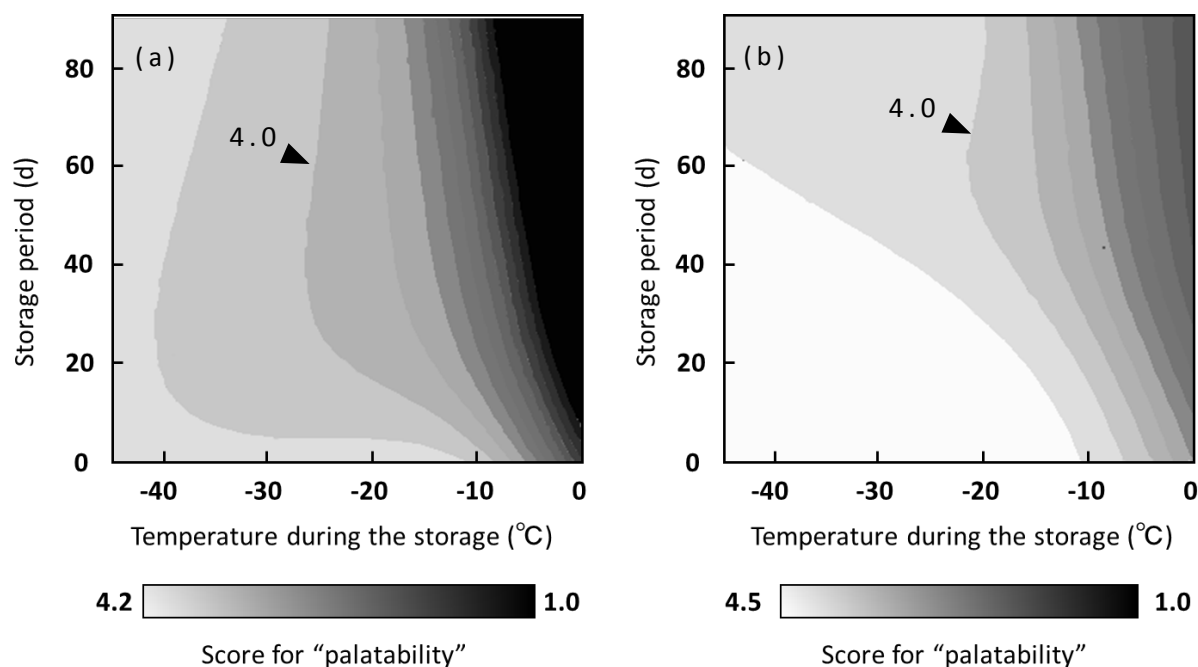 (a)
4.0
80
60
40
20
0
Storage period (d)
-40 -30 -20 -10 0
Temperature during the storage (℃)
4.2 1.0
Score for “palatability”
(b)
4.0
80
60
40
20
0
Storage period (d)
-40 -30 -20 -10 0
Temperature during the storage (℃)
4.5 1.0
Score for “palatability”